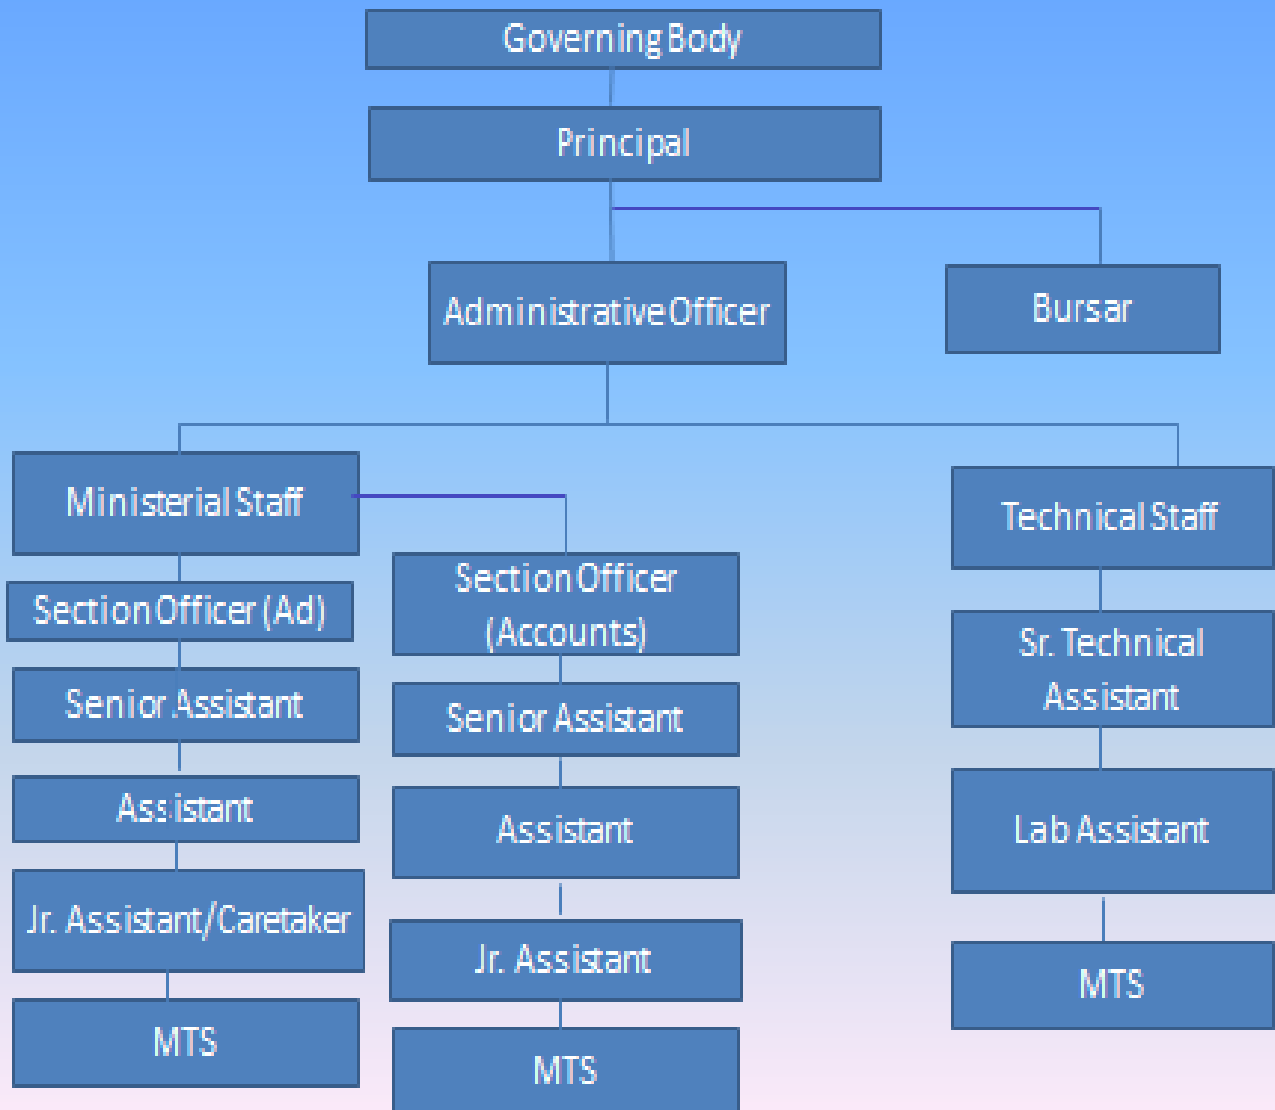 Governing Body
Principal
Administrative Officer
Bursar
Ministerial Staff
Section Officer (Ad)
Senior Assistant
Assistant
Jr. Assistant/Caretaker
MTS
Section Officer
(Accounts)
Senior Assistant
Assistant
Jr. Assistant
MTS
Technical Staff
Sr. Technical
Assistant
Lab Assistant
MTS